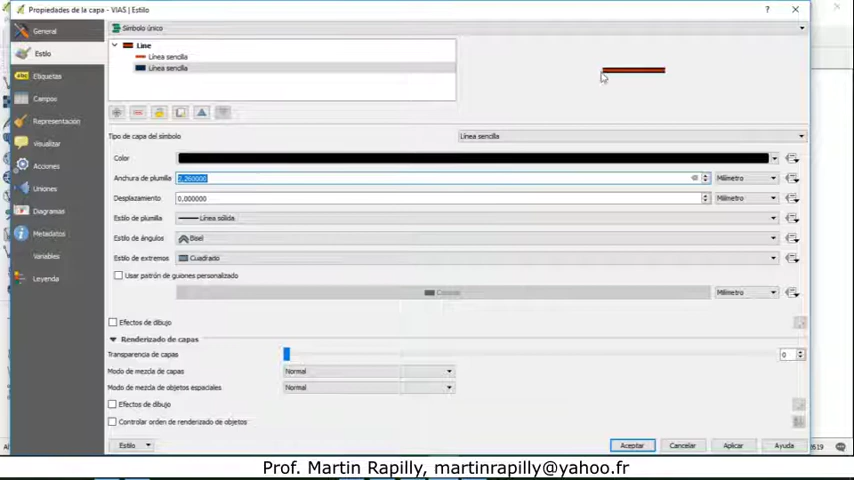 Propiedades de la capa - VIAS | Estilo
General
Estilo
Etiquetas
Campos
Representación
Visualizar
Acciones
Uniones
Diagramas
Metadatos
Variables
Leyenda
Símbolo único
Line
Línea sencilla
Línea sencilla
Tipo de capa del símbolo Línea sencilla
Color
Anchura de plumilla 2,260000 Milímetro
Desplazamiento 0,000000 Milímetro
Estilo de plumilla Línea sólida
Estilo de ángulos Bisel
Estilo de extremos Cuadrado
Usar patrón de guiones personalizado
Cambiar Milímetro
Efectos de dibujo
Renderizado de capas
Transparencia de capas 0
Modo de mezcla de capas Normal
Modo de mezcla de objetos espaciales Normal
Efectos de dibujo
Controlar orden de renderizado de objetos
Estilo Aceptar Cancelar Aplicar Ayuda
Prof. Martin Rapilly, martinrapilly@yahoo.fr